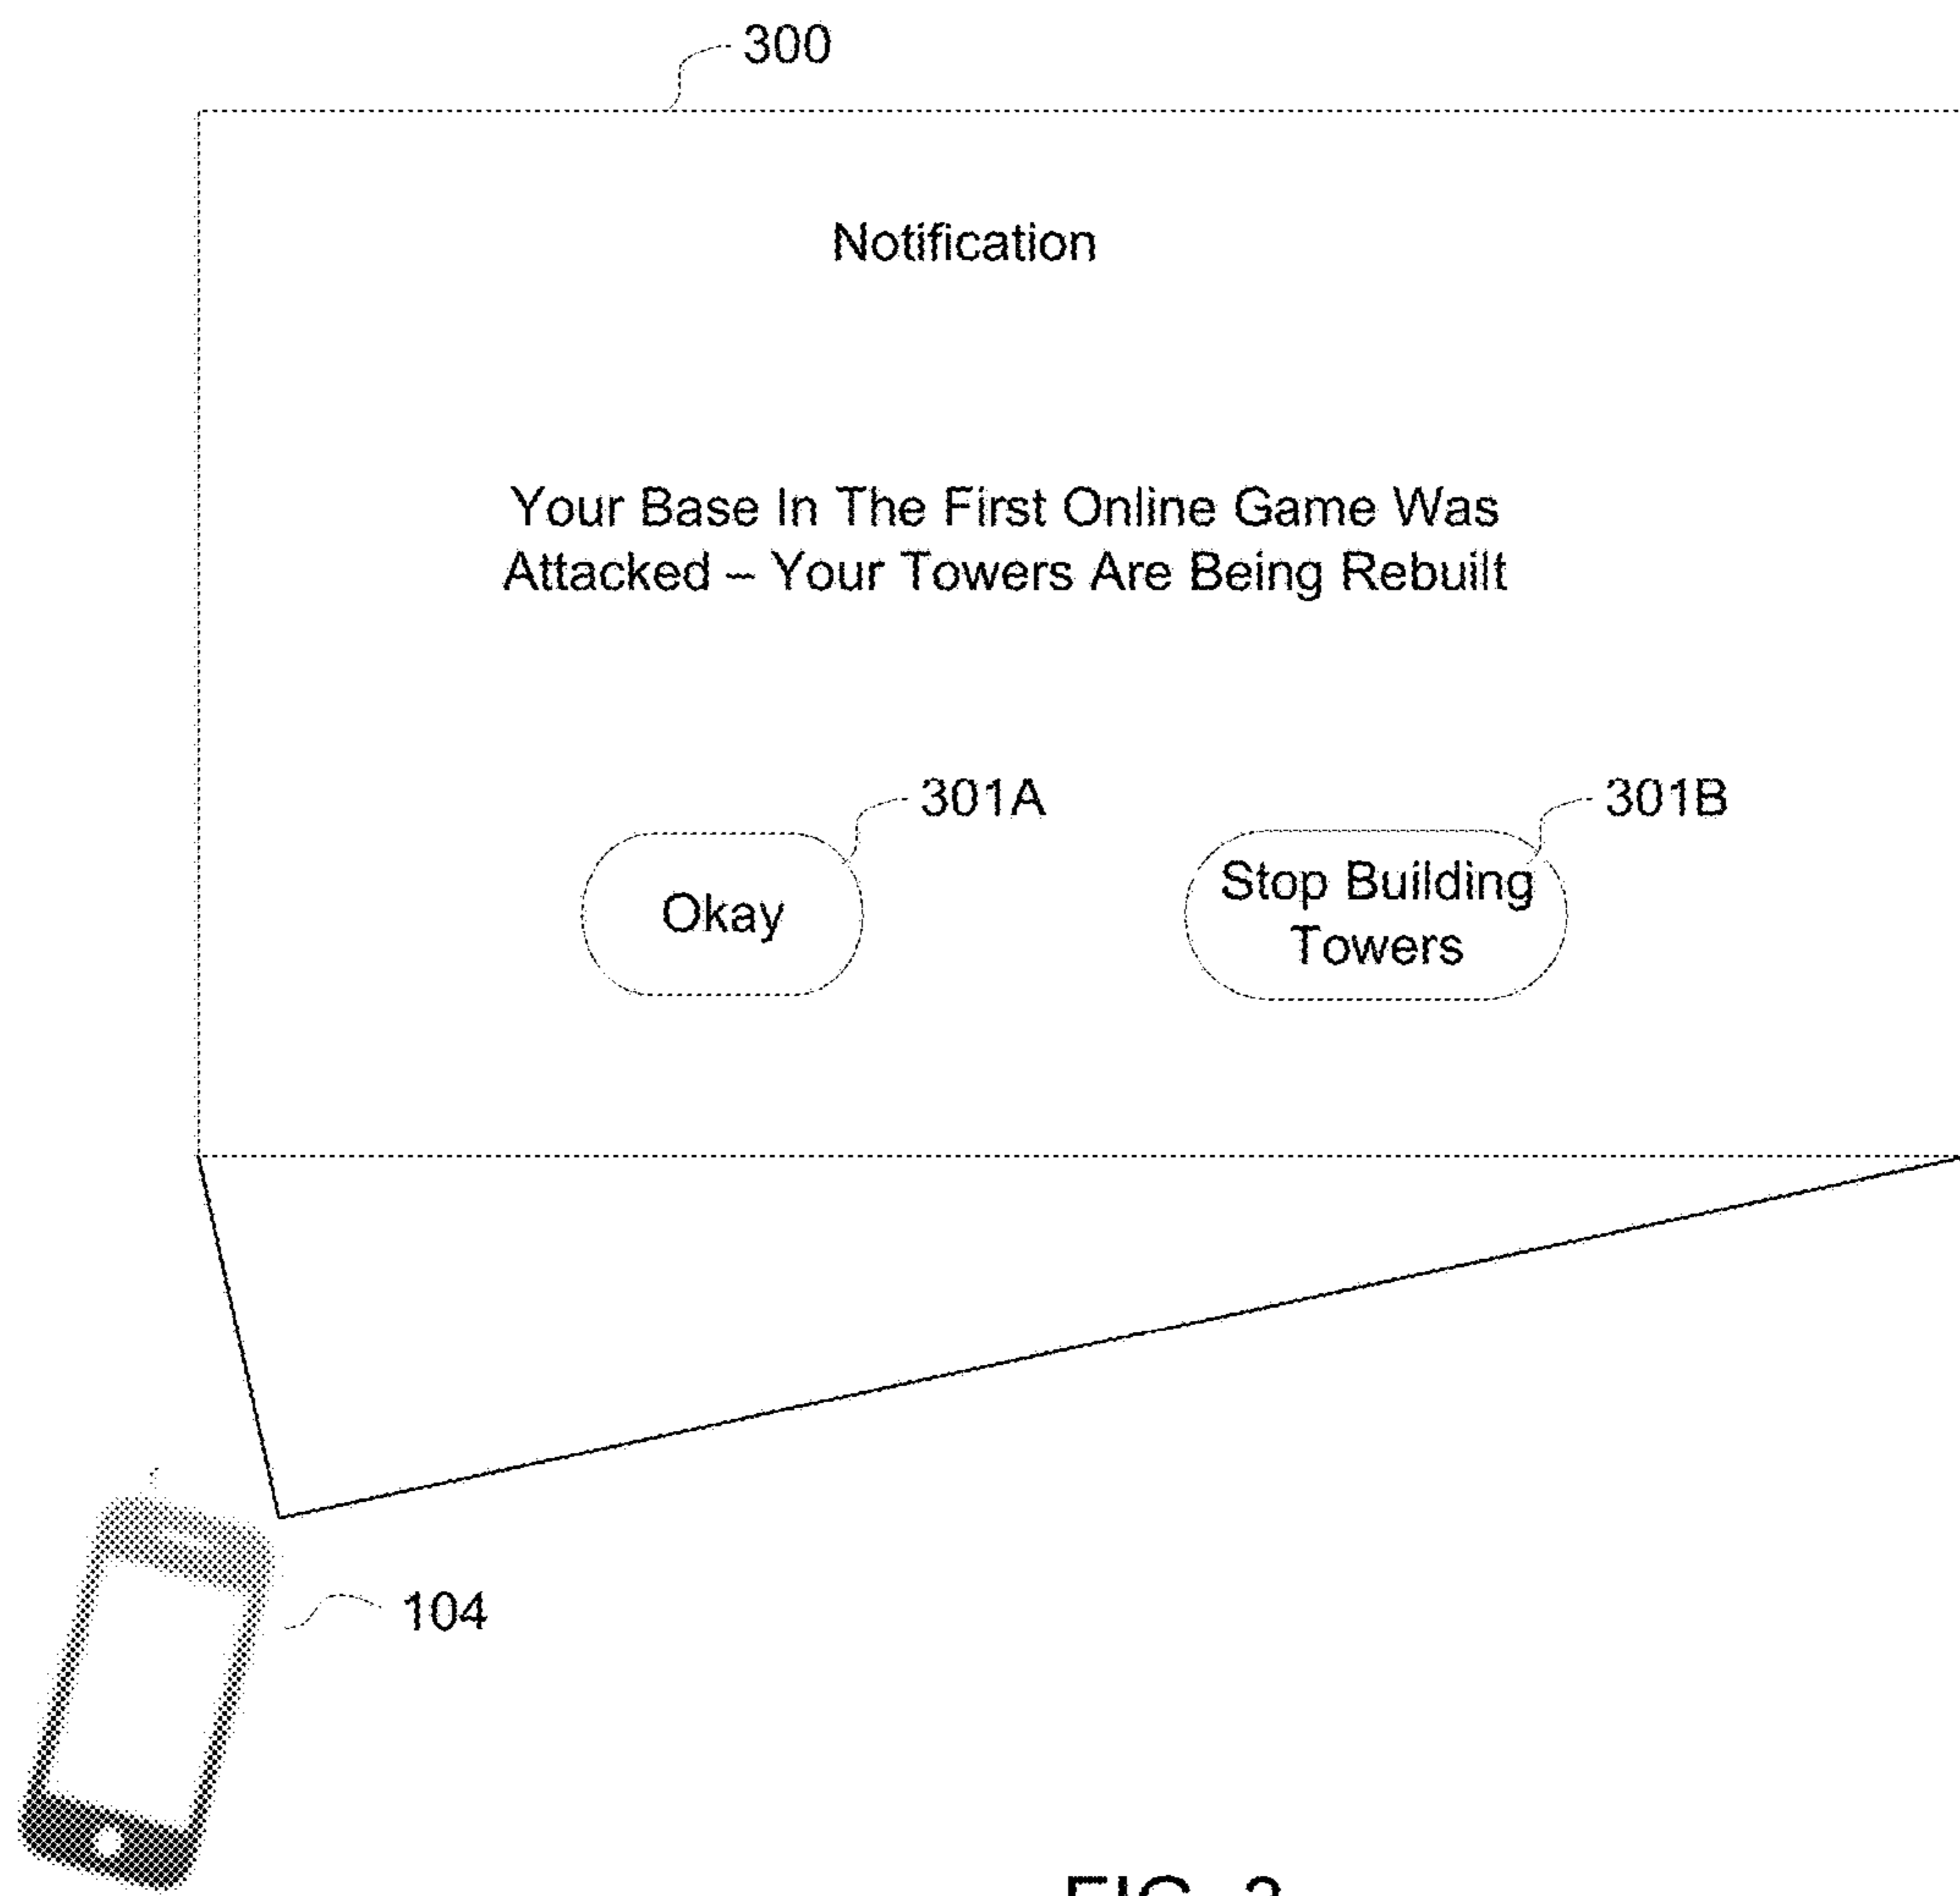 300
Notification
Your Base In The First Online Game Was
Attacked – Your Towers Are Being Rebuilt
301A
301B
Okay
Stop Building
Towers
104
FIG.